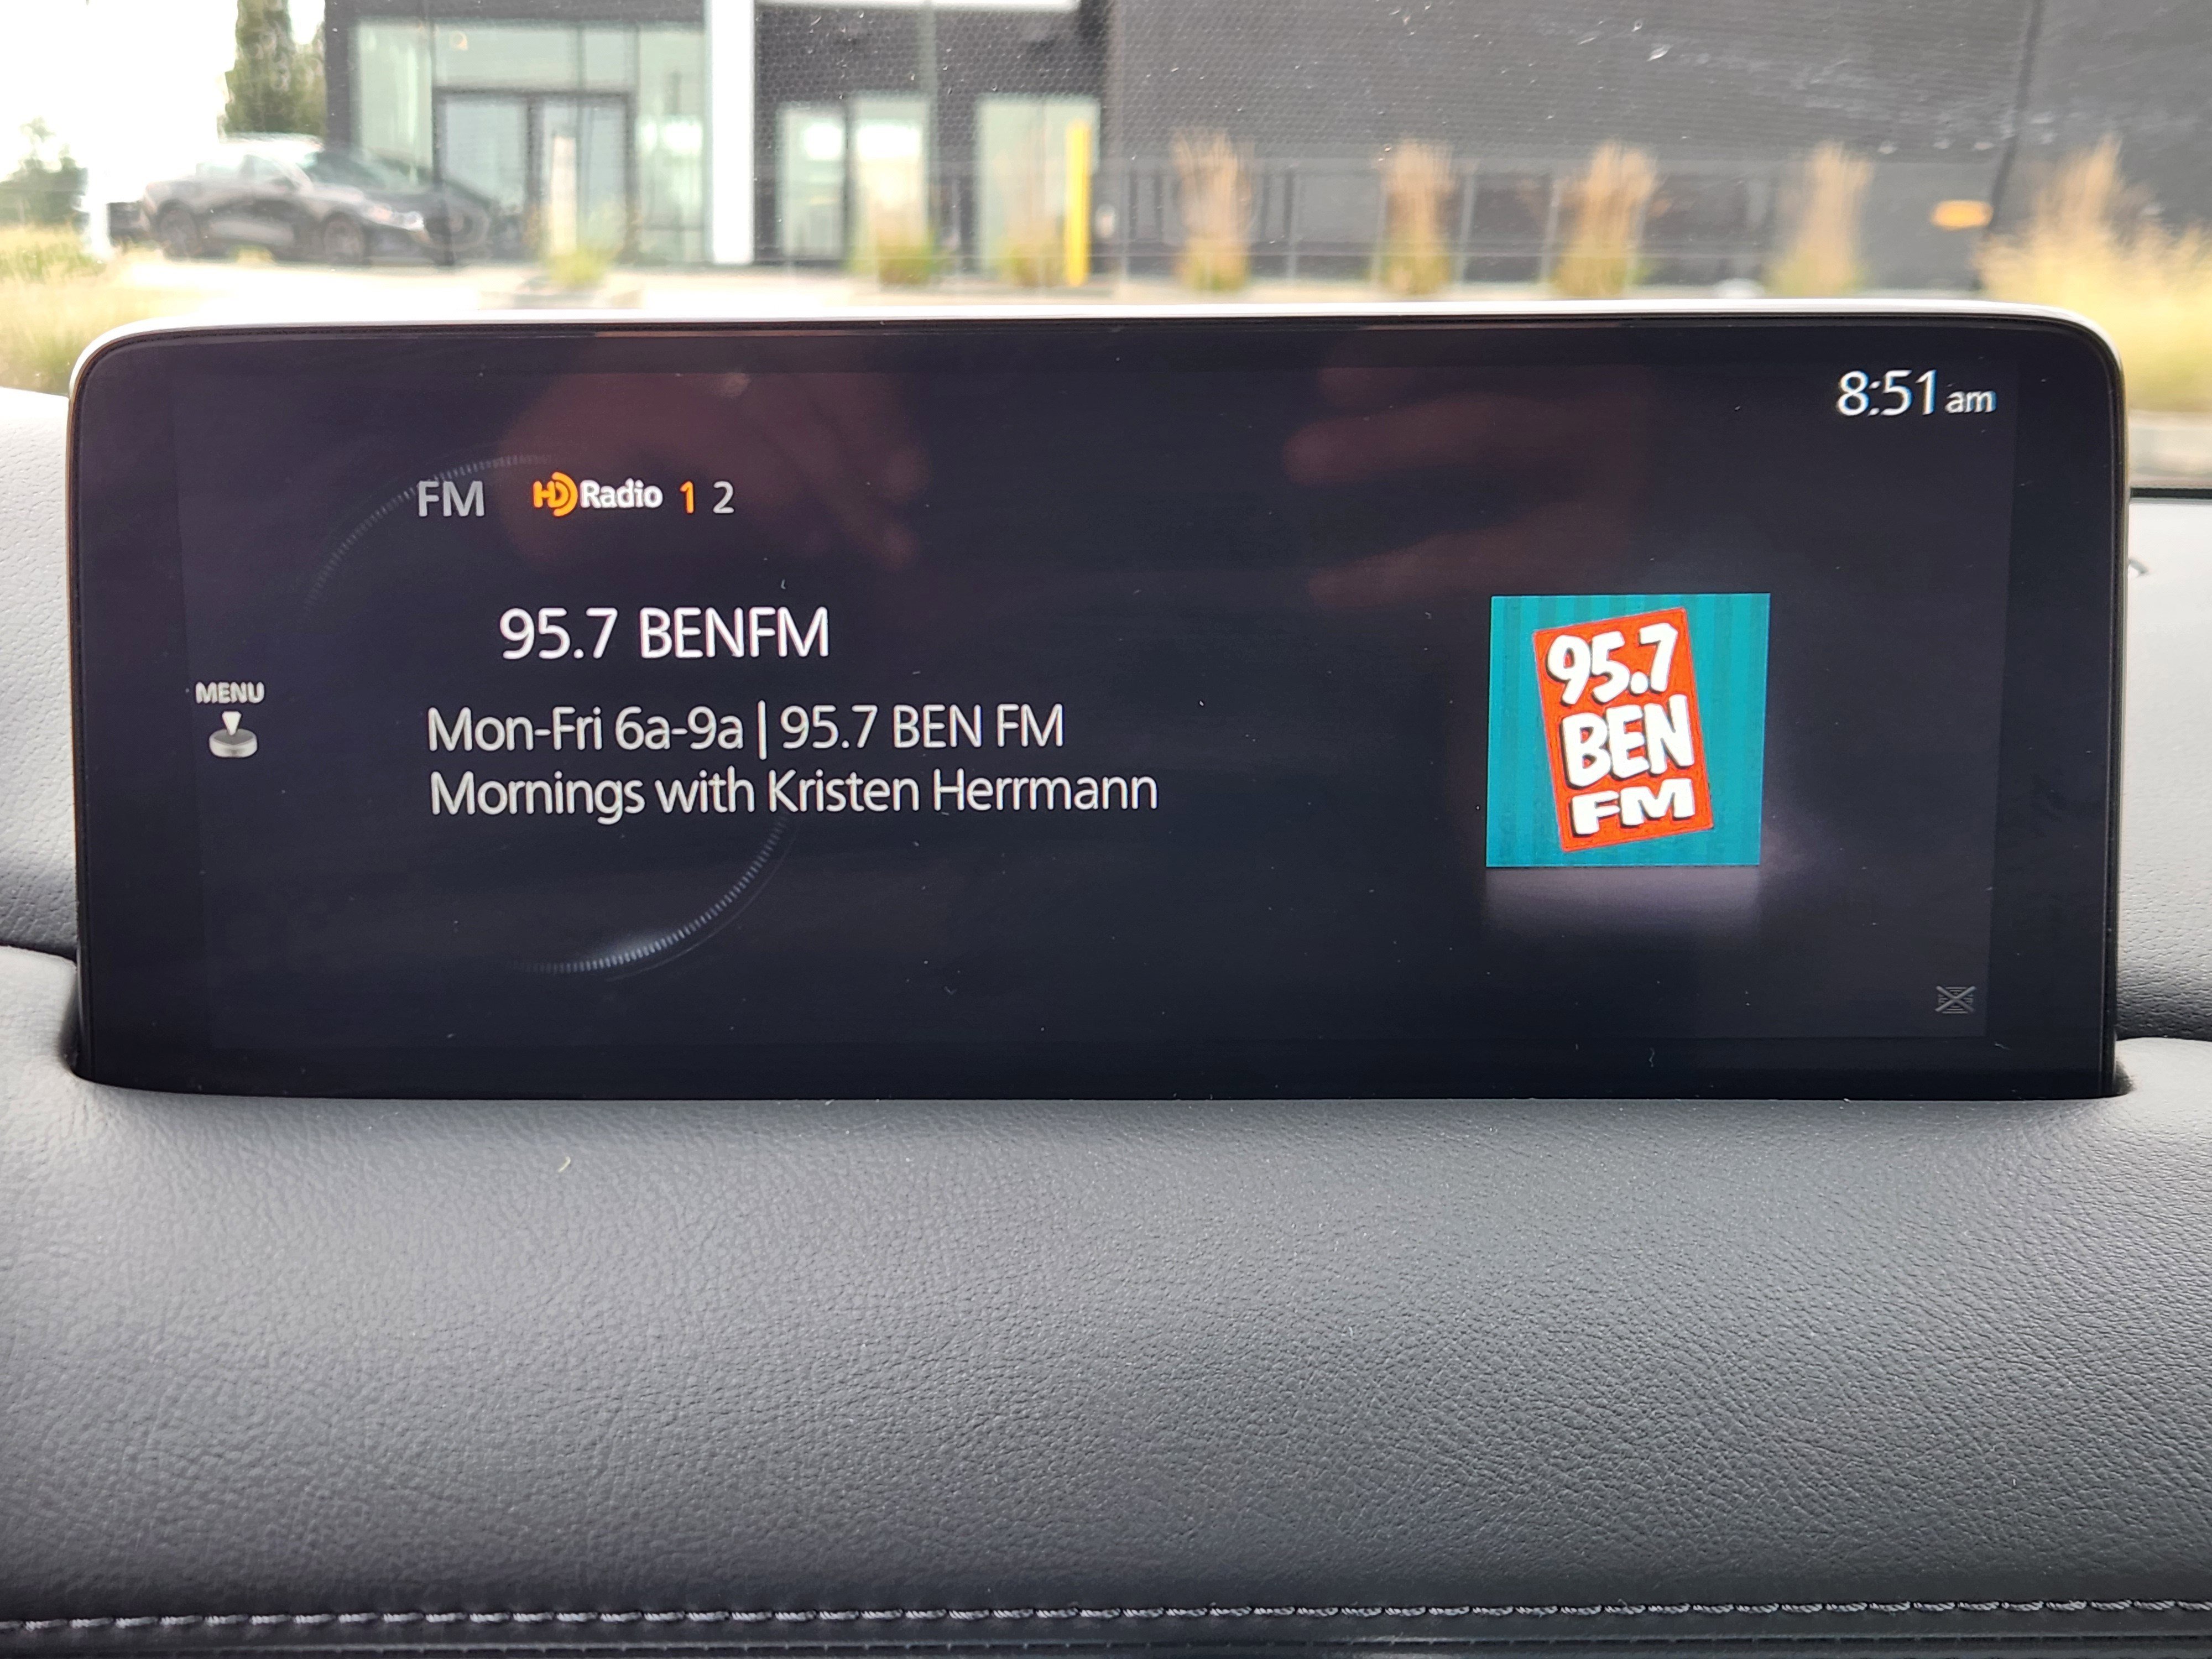 8:51 am
FM HD Radio 1 2
95.7 BENFM
MENU
Mon-Fri 6a-9a | 95.7 BEN FM
Mornings with Kristen Herrmann
95.7
BEN
FM